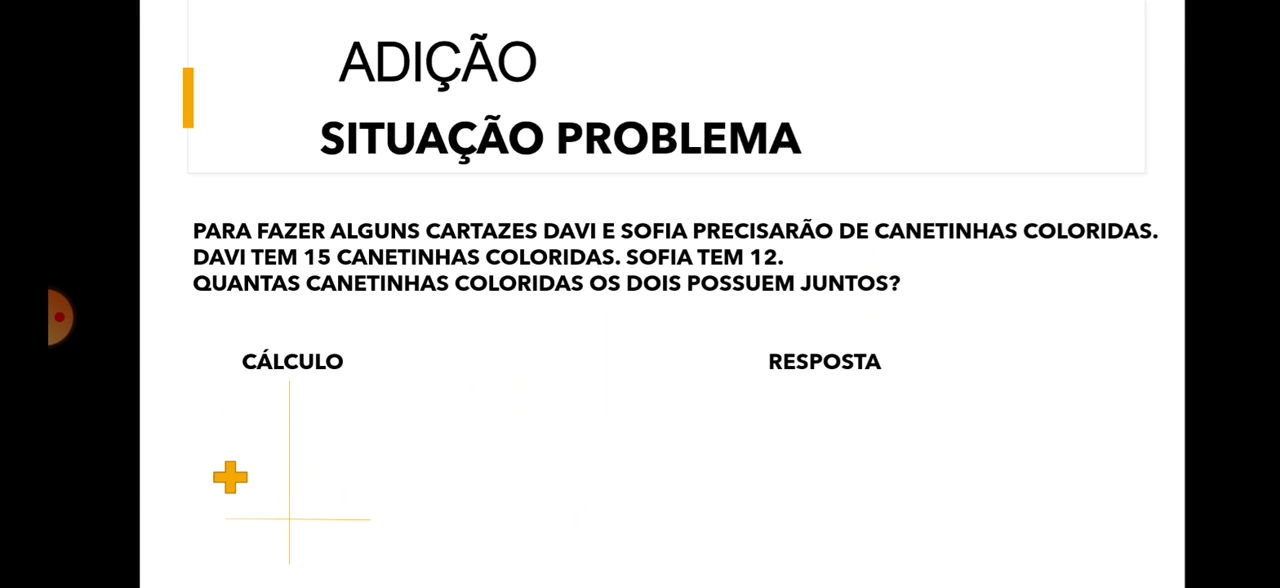 ADIÇÃO
SITUAÇÃO PROBLEMA
PARA FAZER ALGUNS CARTAZES DAVI E SOFIA PRECISARÃO DE CANETINHAS COLORIDAS.
DAVI TEM 15 CANETINHAS COLORIDAS. SOFIA TEM 12.
QUANTAS CANETINHAS COLORIDAS OS DOIS POSSUEM JUNTOS?
CÁLCULO
RESPOSTA